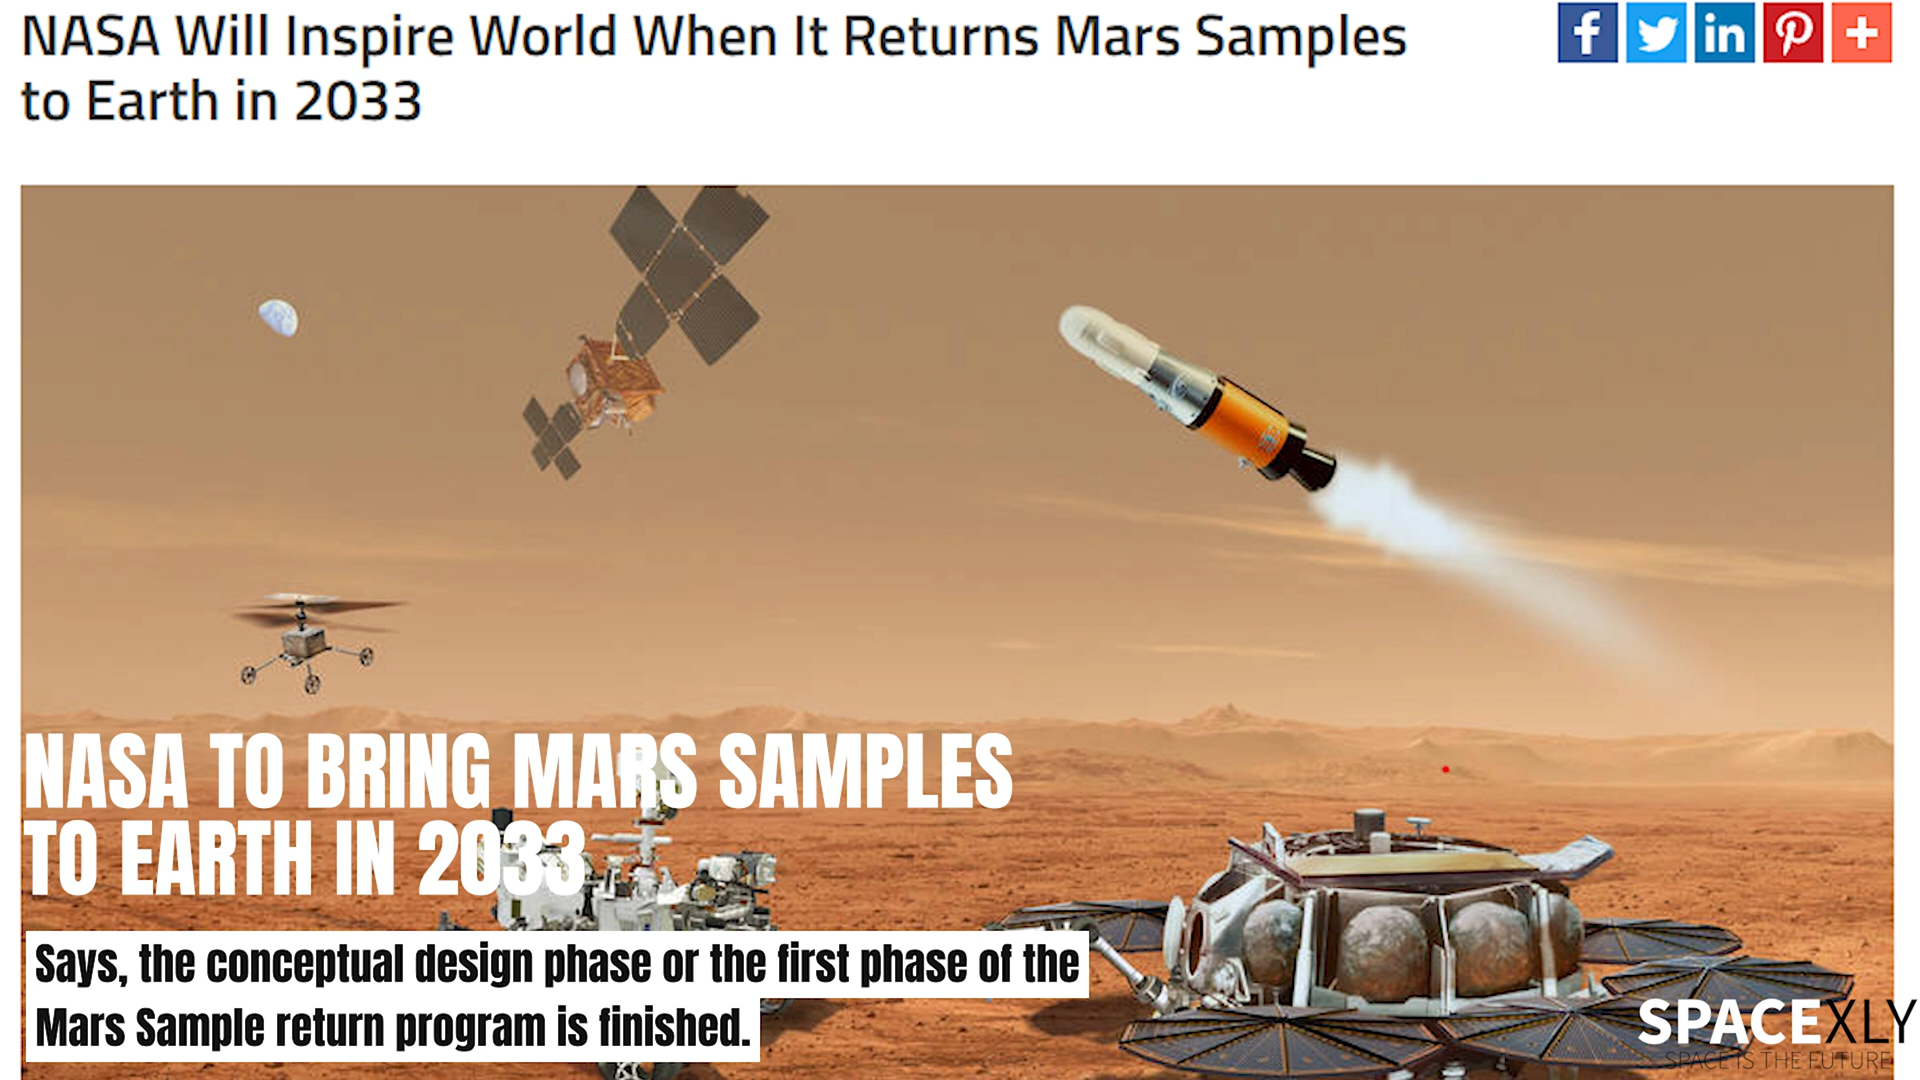 NASA Will Inspire World When It Returns Mars Samples
to Earth in 2033
NASA TO BRING MARS SAMPLES
TO EARTH IN 2033
Says, the conceptual design phase or the first phase of the
Mars Sample return program is finished.
SPACEXLY
SPACE IS THE FUTURE